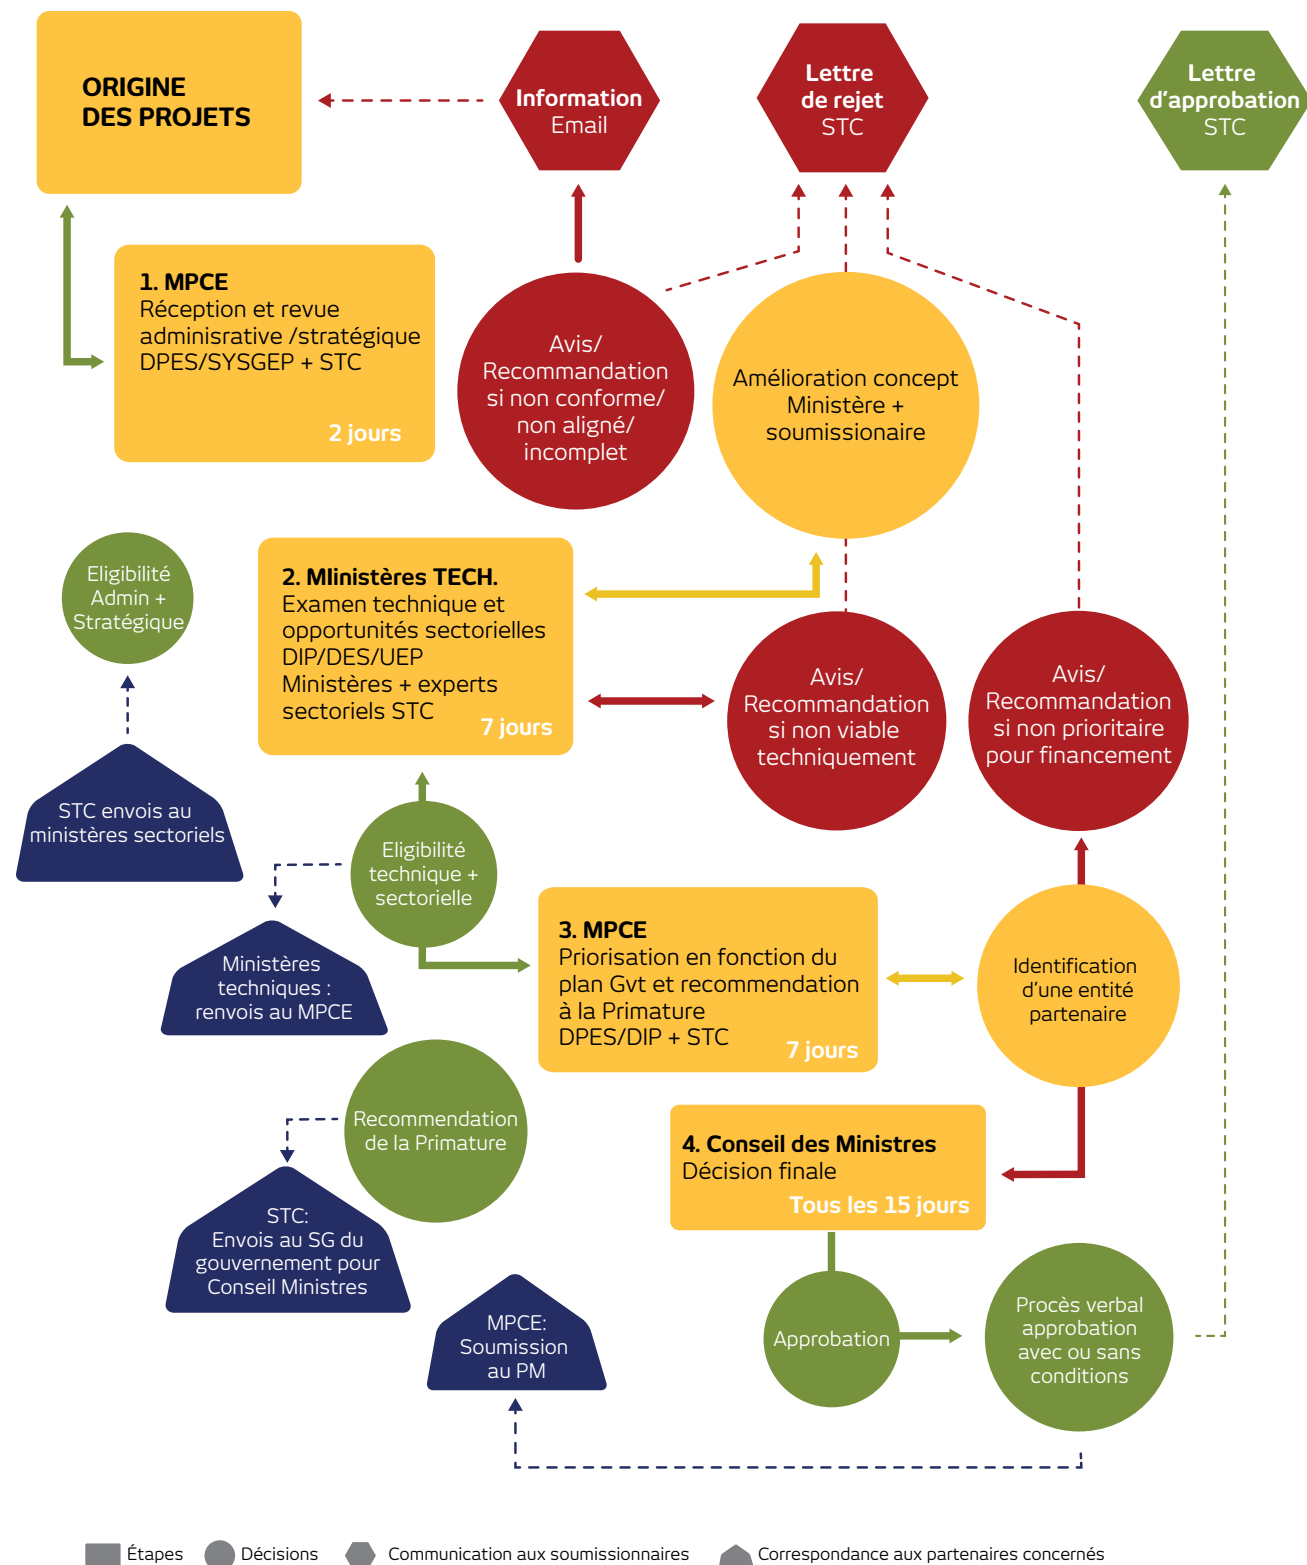 ORIGINE
DES PROJETS
Information
Email
Lettre
de rejet
STC
Lettre
d'approbation
STC
1. MPCE
Réception et revue
adminisrative /stratégique
DPES/SYSGEP + STC
2 jours
Avis/
Recommandation
si non conforme/
non aligné/
incomplet
Amélioration concept
Ministère +
soumissionaire
Eligibilité
Admin +
Stratégique
2. MIinistères TECH.
Examen technique et
opportunités sectorielles
DIP/DES/UEP
Ministères + experts
sectoriels STC
7 jours
Avis/
Recommandation
si non viable
techniquement
Avis/
Recommandation
si non prioritaire
pour financement
STC envois au
ministères sectoriels
Eligibilité
technique +
sectorielle
Ministères
techniques :
renvois au MPCE
3. MPCE
Priorisation en fonction du
plan Gvt et recommendation
à la Primature
DPES/DIP + STC
7 jours
Identification
d'une entité
partenaire
Recommendation
de la Primature
4. Conseil des Ministres
Décision finale
Tous les 15 jours
STC:
Envois au SG du
gouvernement pour
Conseil Ministres
MPCE:
Soumission
au PM
Approbation
Procès verbal
approbation
avec ou sans
conditions
Étapes
Décisions
Communication aux soumissionnaires
Correspondance aux partenaires concernés